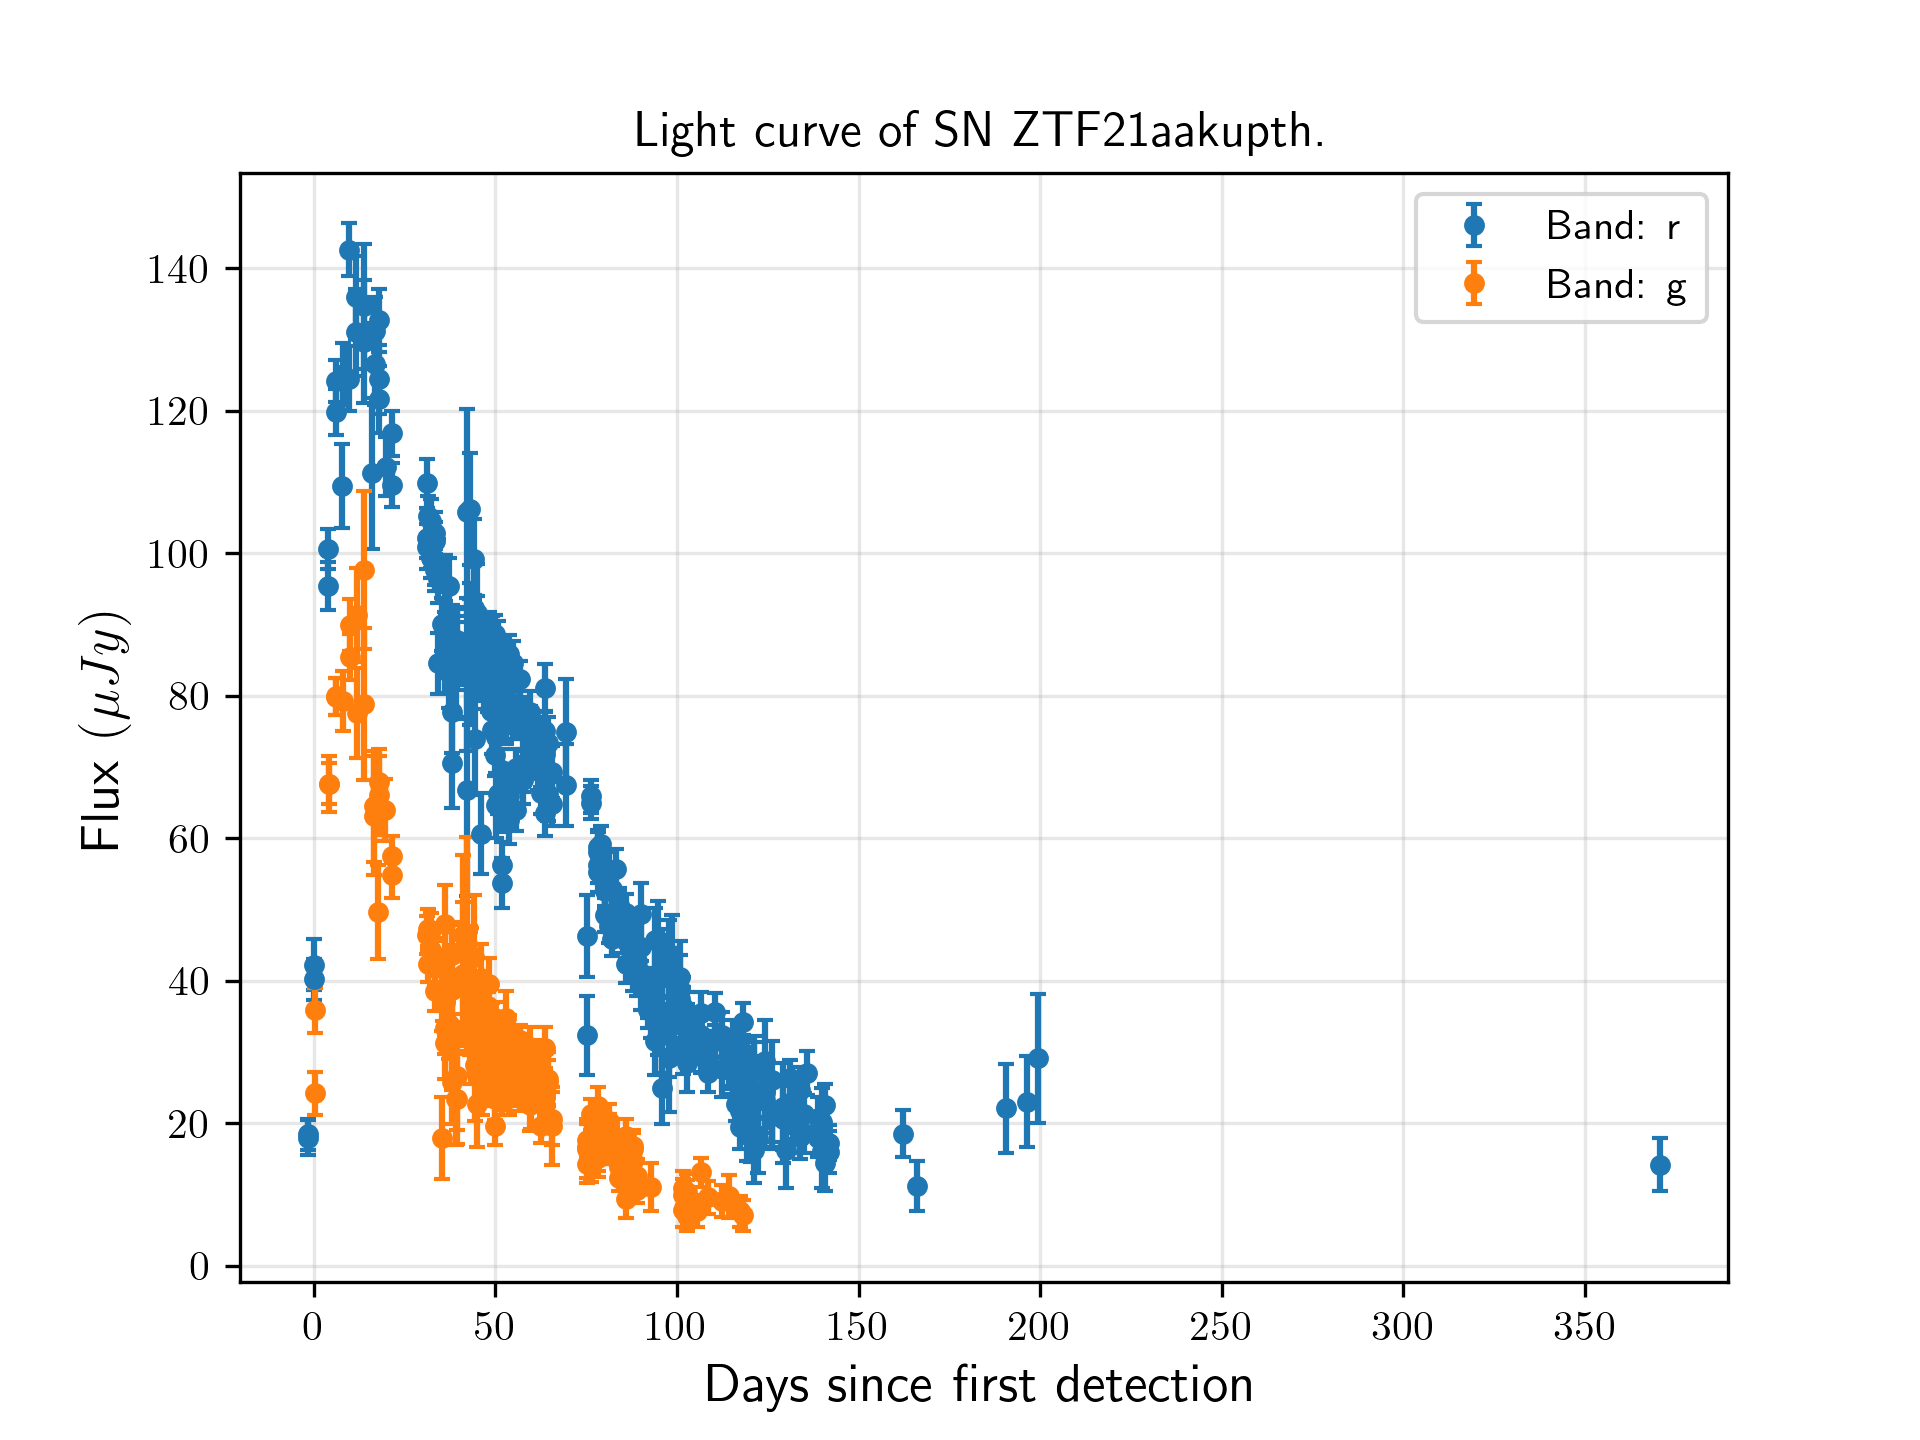 Light curve of SN ZTF21aakupth.
Band: r
Band: g
Flux (μJy)
140
120
100
80
60
40
20
0
0 50 100 150 200 250 300 350
Days since first detection